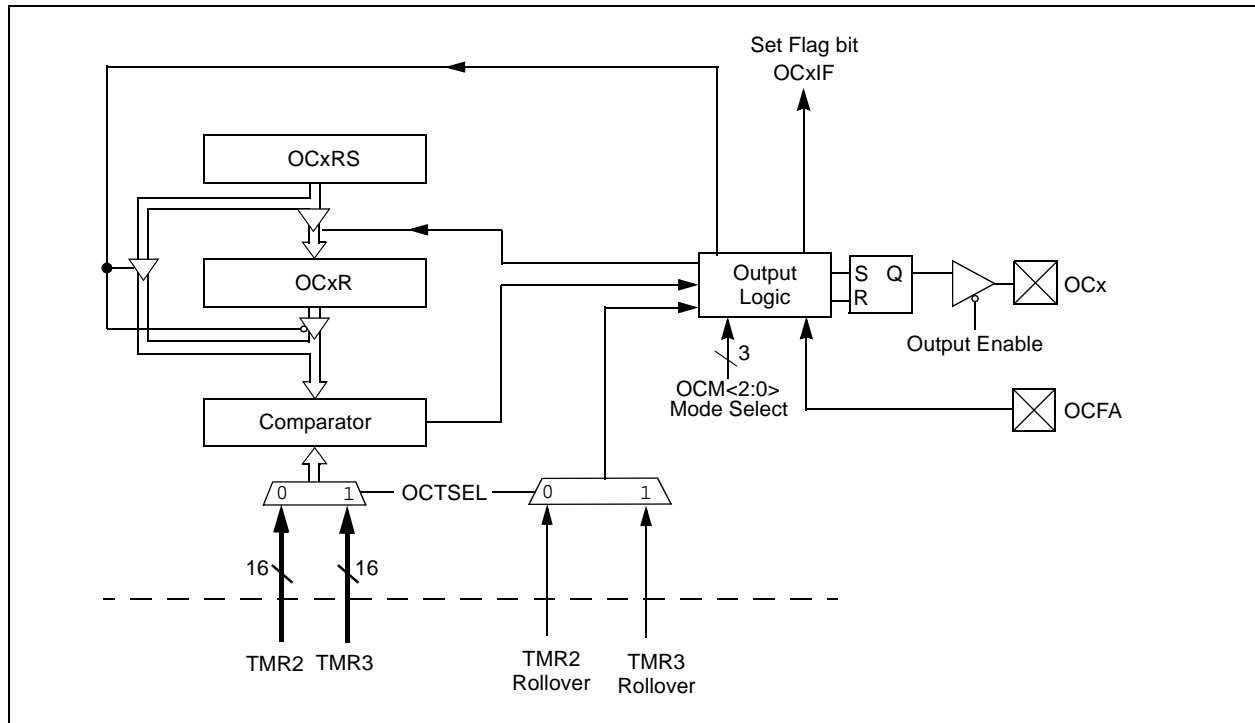 Set Flag bit
OCxIF
OCxRS
OCxR
Output
Logic
S Q
R
OCx
Output Enable
3
OCM<2:0>
Mode Select
OCFA
Comparator
0 1
OCTSEL
0 1
16
16
TMR2
TMR3
TMR2
Rollover
TMR3
Rollover